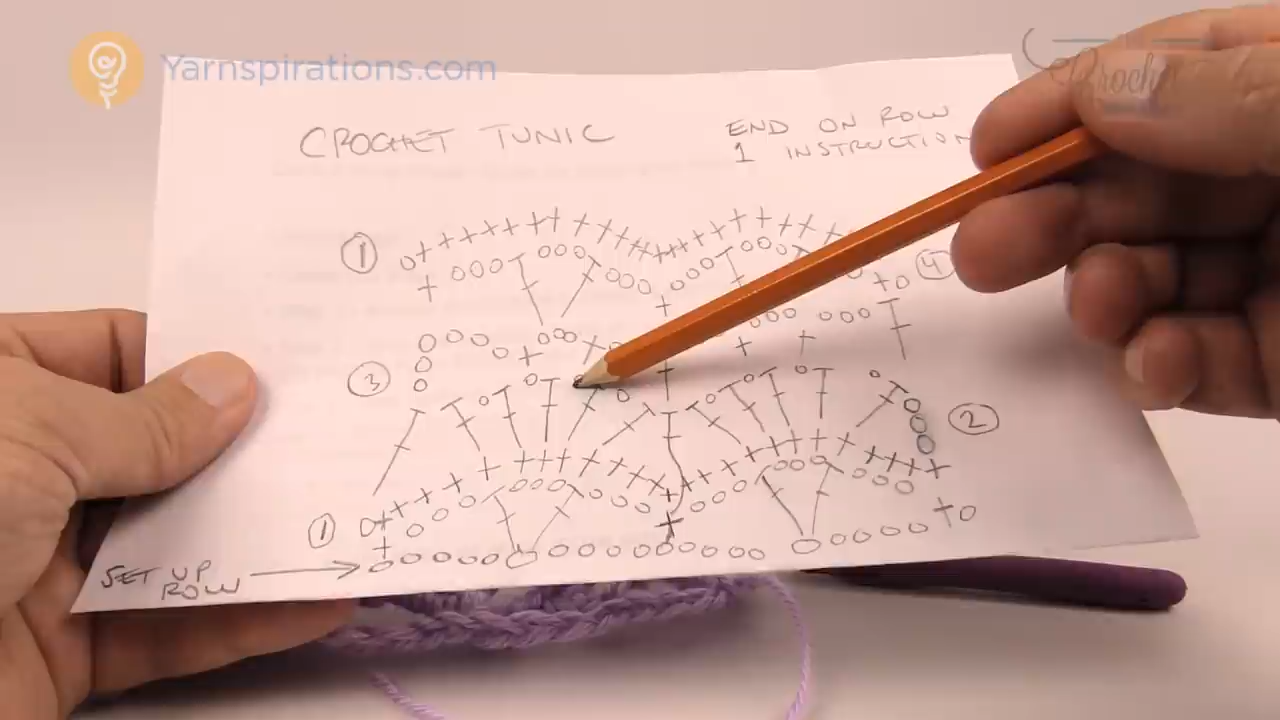 Yarnspirations.com
CROCHET TUNIC
END ON ROW
1 INSTRUCTION
1
4
3
2
1
SET UP
ROW